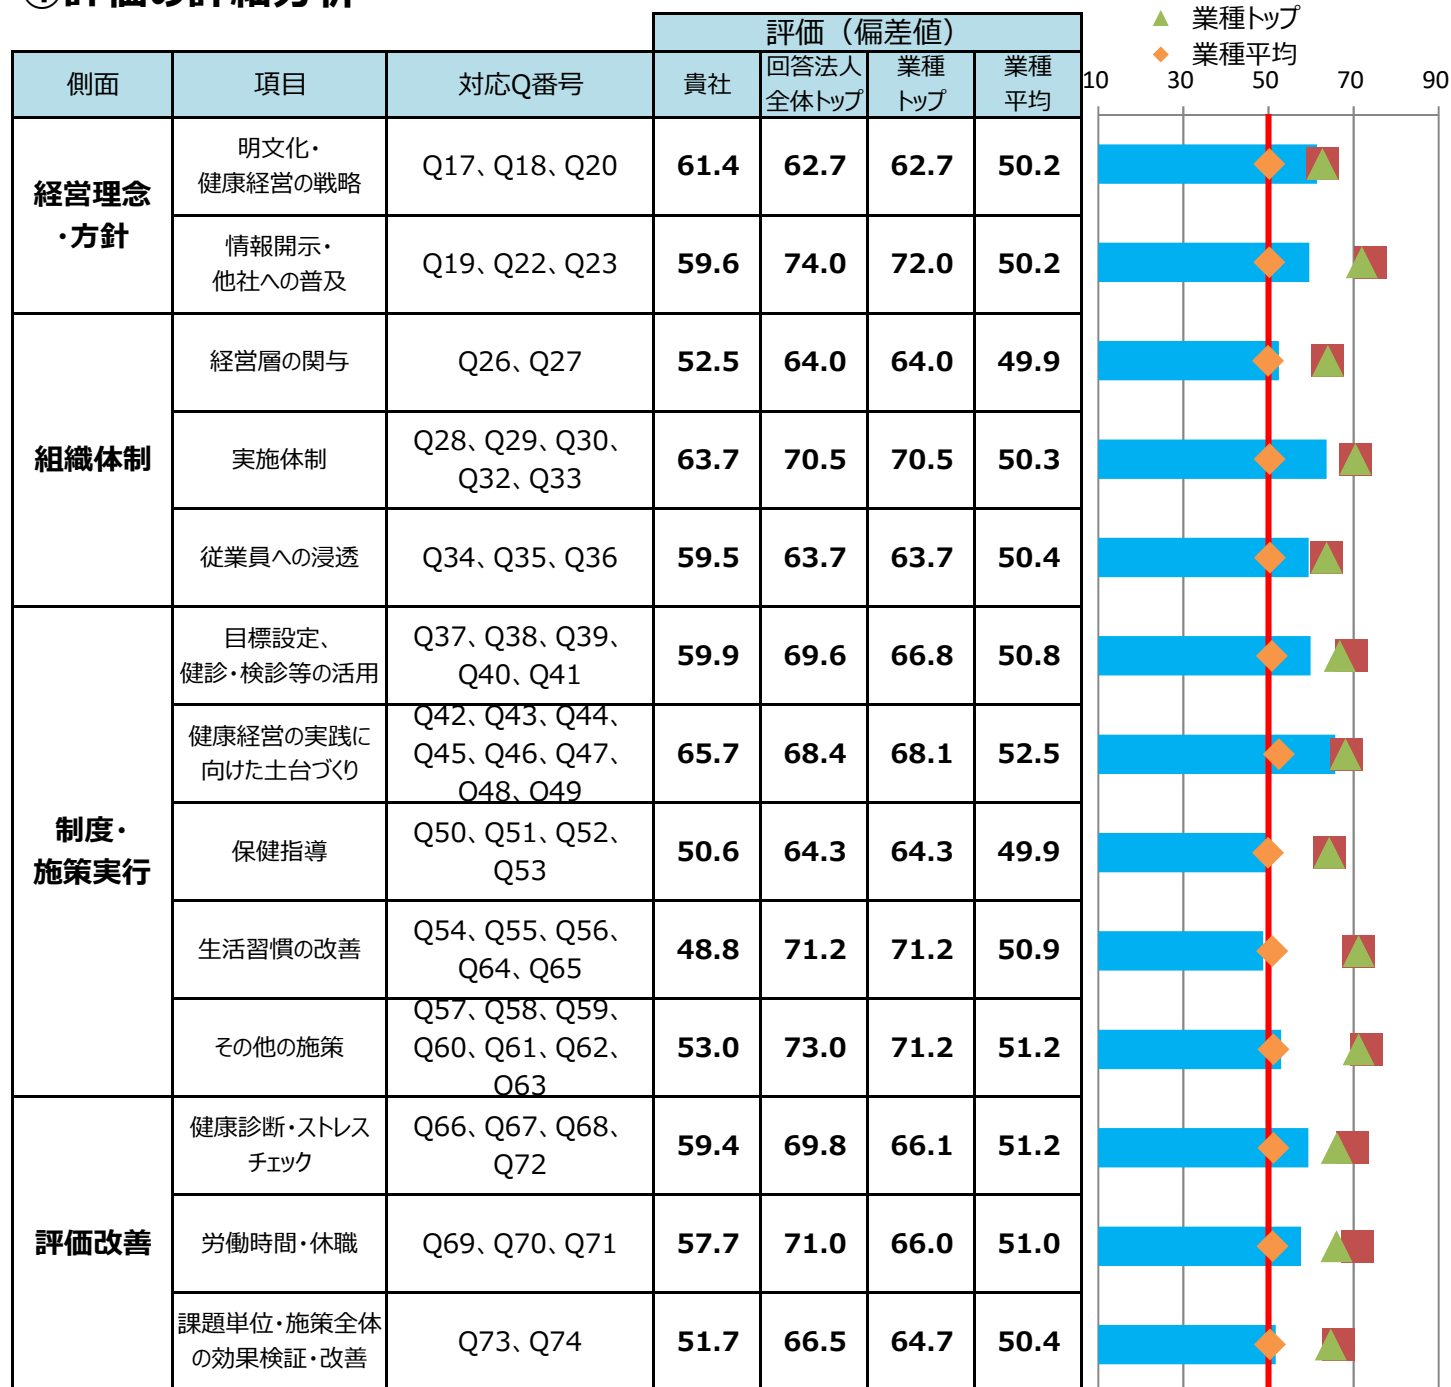 ①評価の詳細分析
業種トップ
業種平均
評価（偏差値）
側面 項目 対応Q番号 貴社 回答法人 業種 業種
全体トップ トップ 平均
10 30 50 70 90
経営理念
・方針
明文化・
健康経営の戦略
Q17、Q18、Q20 61.4 62.7 62.7 50.2
情報開示・
他社への普及
Q19、Q22、Q23 59.6 74.0 72.0 50.2
組織体制
経営層の関与 Q26、Q27 52.5 64.0 64.0 49.9
実施体制
Q28、Q29、Q30、
Q32、Q33
63.7 70.5 70.5 50.3
従業員への浸透 Q34、Q35、Q36 59.5 63.7 63.7 50.4
制度・
施策実行
目標設定、
健診・検診等の活用
Q37、Q38、Q39、
Q40、Q41
59.9 69.6 66.8 50.8
健康経営の実践に
向けた土台づくり
Q42、Q43、Q44、
Q45、Q46、Q47、
Q48、Q49
65.7 68.4 68.1 52.5
保健指導
Q50、Q51、Q52、
Q53
50.6 64.3 64.3 49.9
生活習慣の改善
Q54、Q55、Q56、
Q64、Q65
48.8 71.2 71.2 50.9
その他の施策
Q57、Q58、Q59、
Q60、Q61、Q62、
Q63
53.0 73.0 71.2 51.2
評価改善
健康診断・ストレス
チェック
Q66、Q67、Q68、
Q72
59.4 69.8 66.1 51.2
労働時間・休職 Q69、Q70、Q71 57.7 71.0 66.0 51.0
課題単位・施策全体
の効果検証・改善
Q73、Q74 51.7 66.5 64.7 50.4